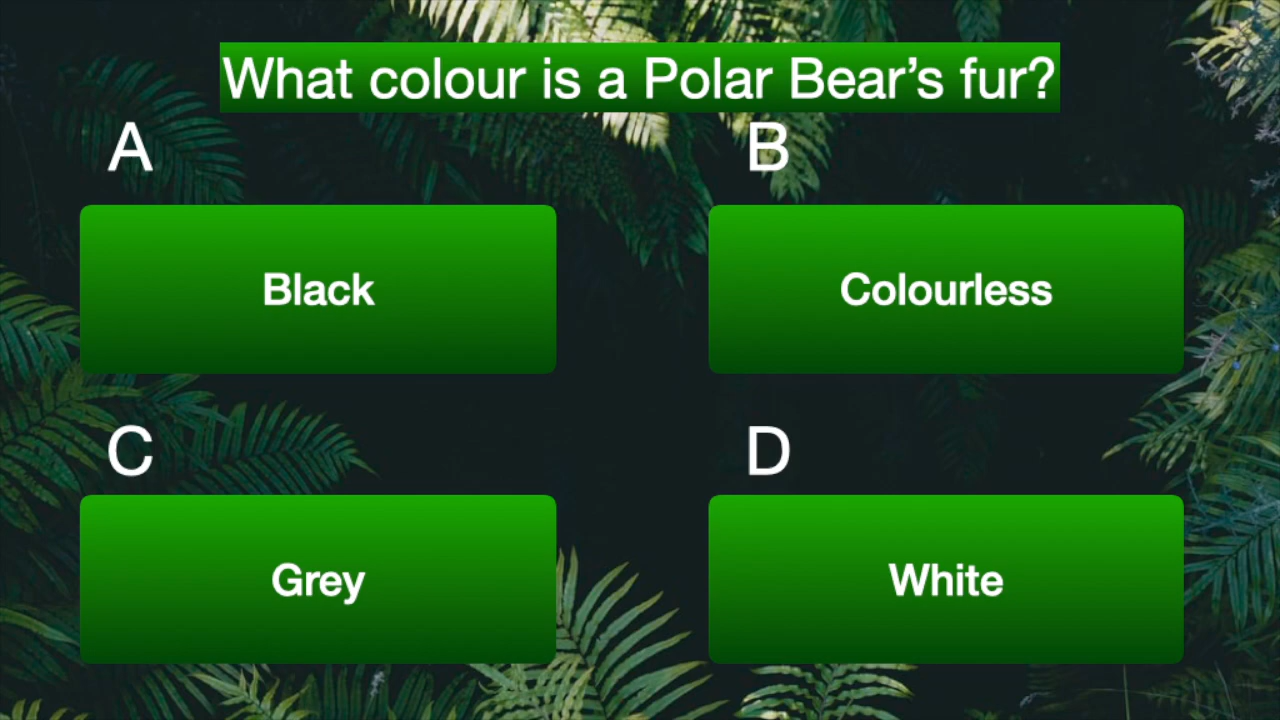 What colour is a Polar Bear’s fur?
A
B
Black
Colourless
C
D
Grey
White